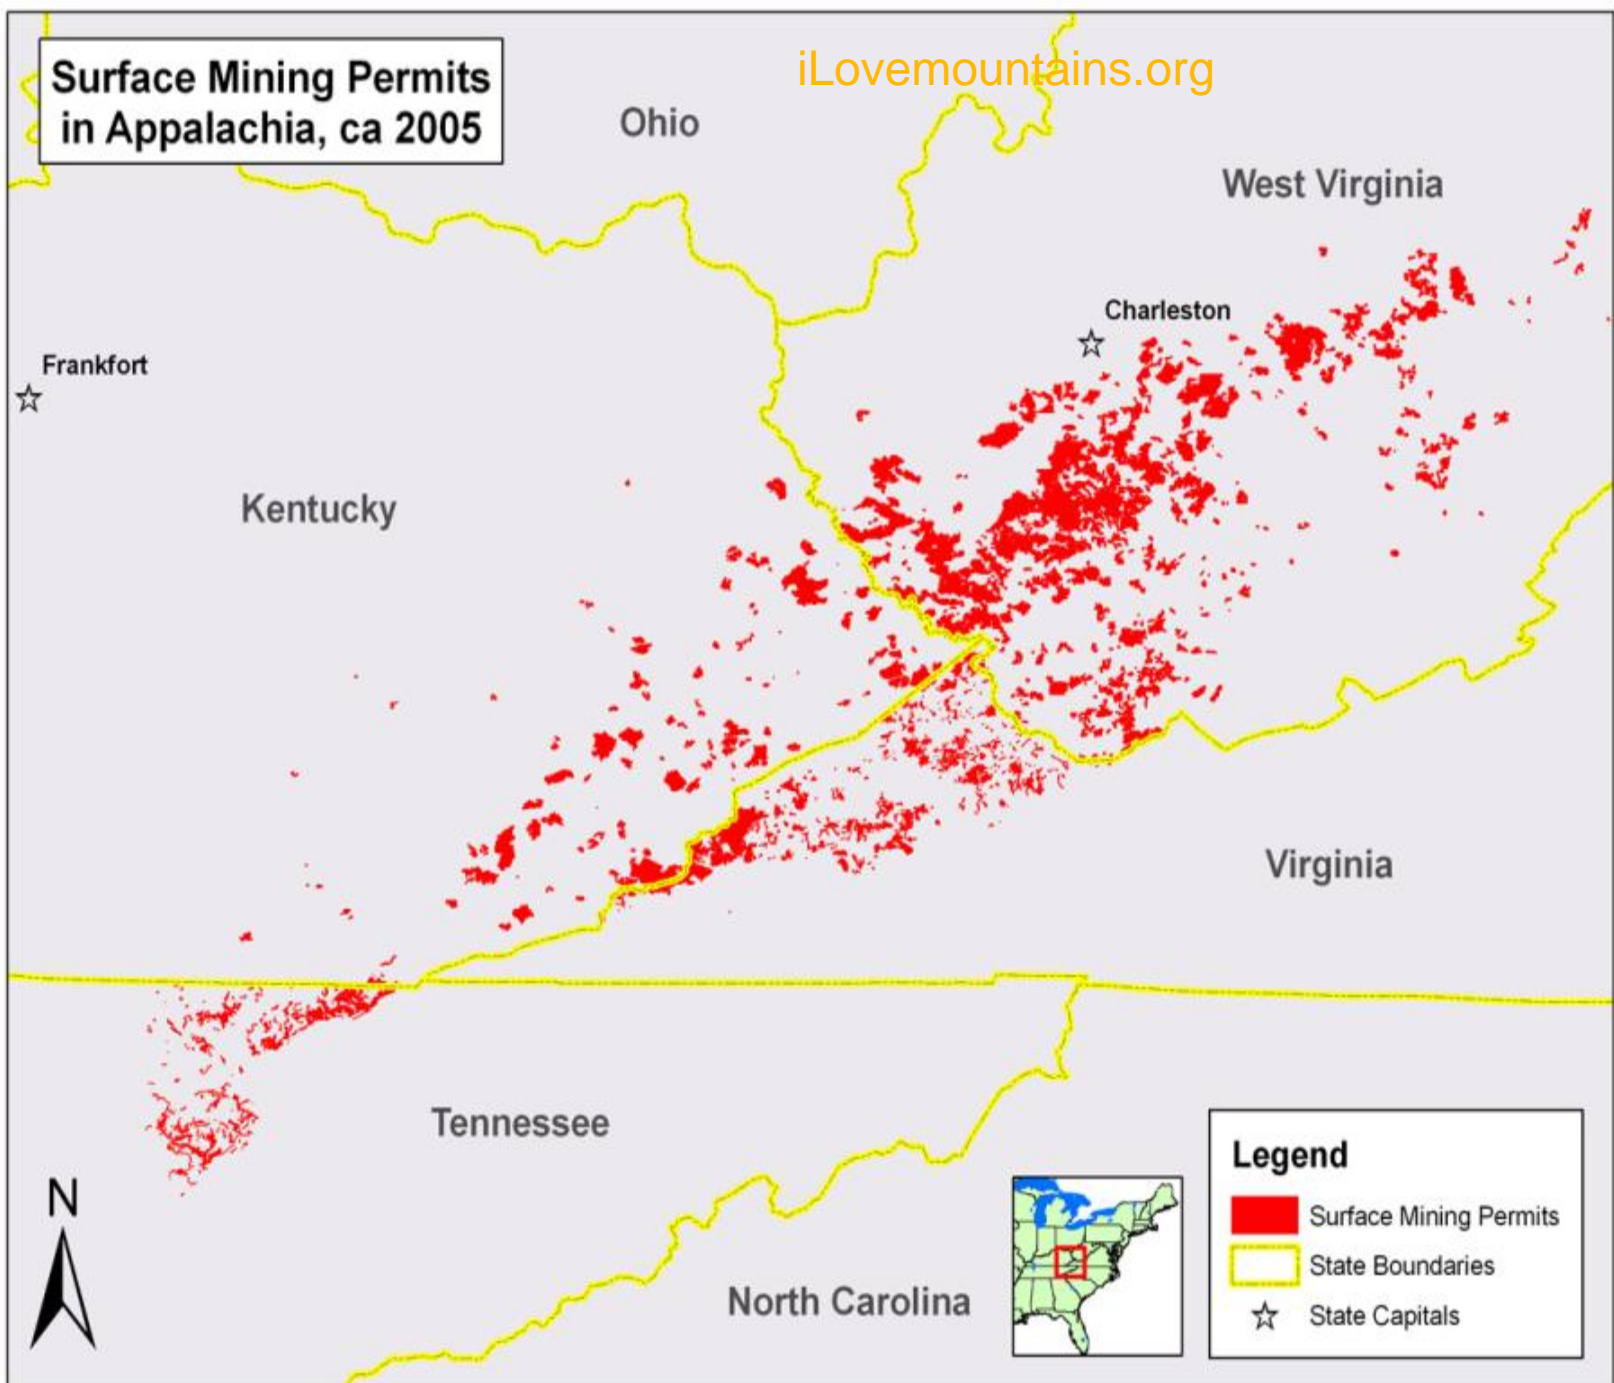 Surface Mining Permits
in Appalachia, ca 2005
iLovemountains.org
Ohio
West Virginia
Charleston
Frankfort
Kentucky
Virginia
Tennessee
North Carolina
N
Legend
Surface Mining Permits
State Boundaries
State Capitals